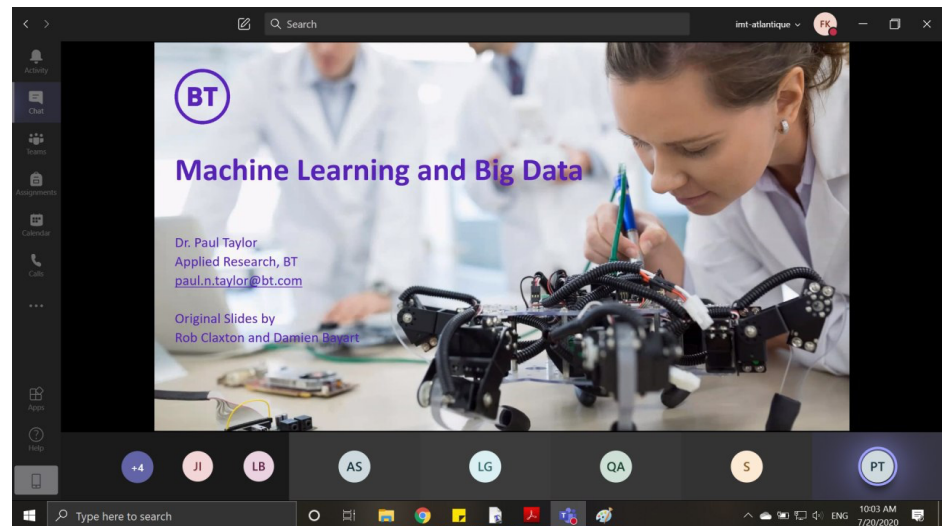 Search
imt-atlantique
FK
Activity
Chat
Teams
Assignments
Calendar
Calls
Apps
Help
BT
Machine Learning and Big Data
Dr. Paul Taylor
Applied Research, BT
paul.n.taylor@bt.com
Original Slides by
Rob Claxton and Damien Bayart
+4
JI
LB
AS
LG
QA
S
PT
Type here to search
ENG
10:03 AM
7/20/2020